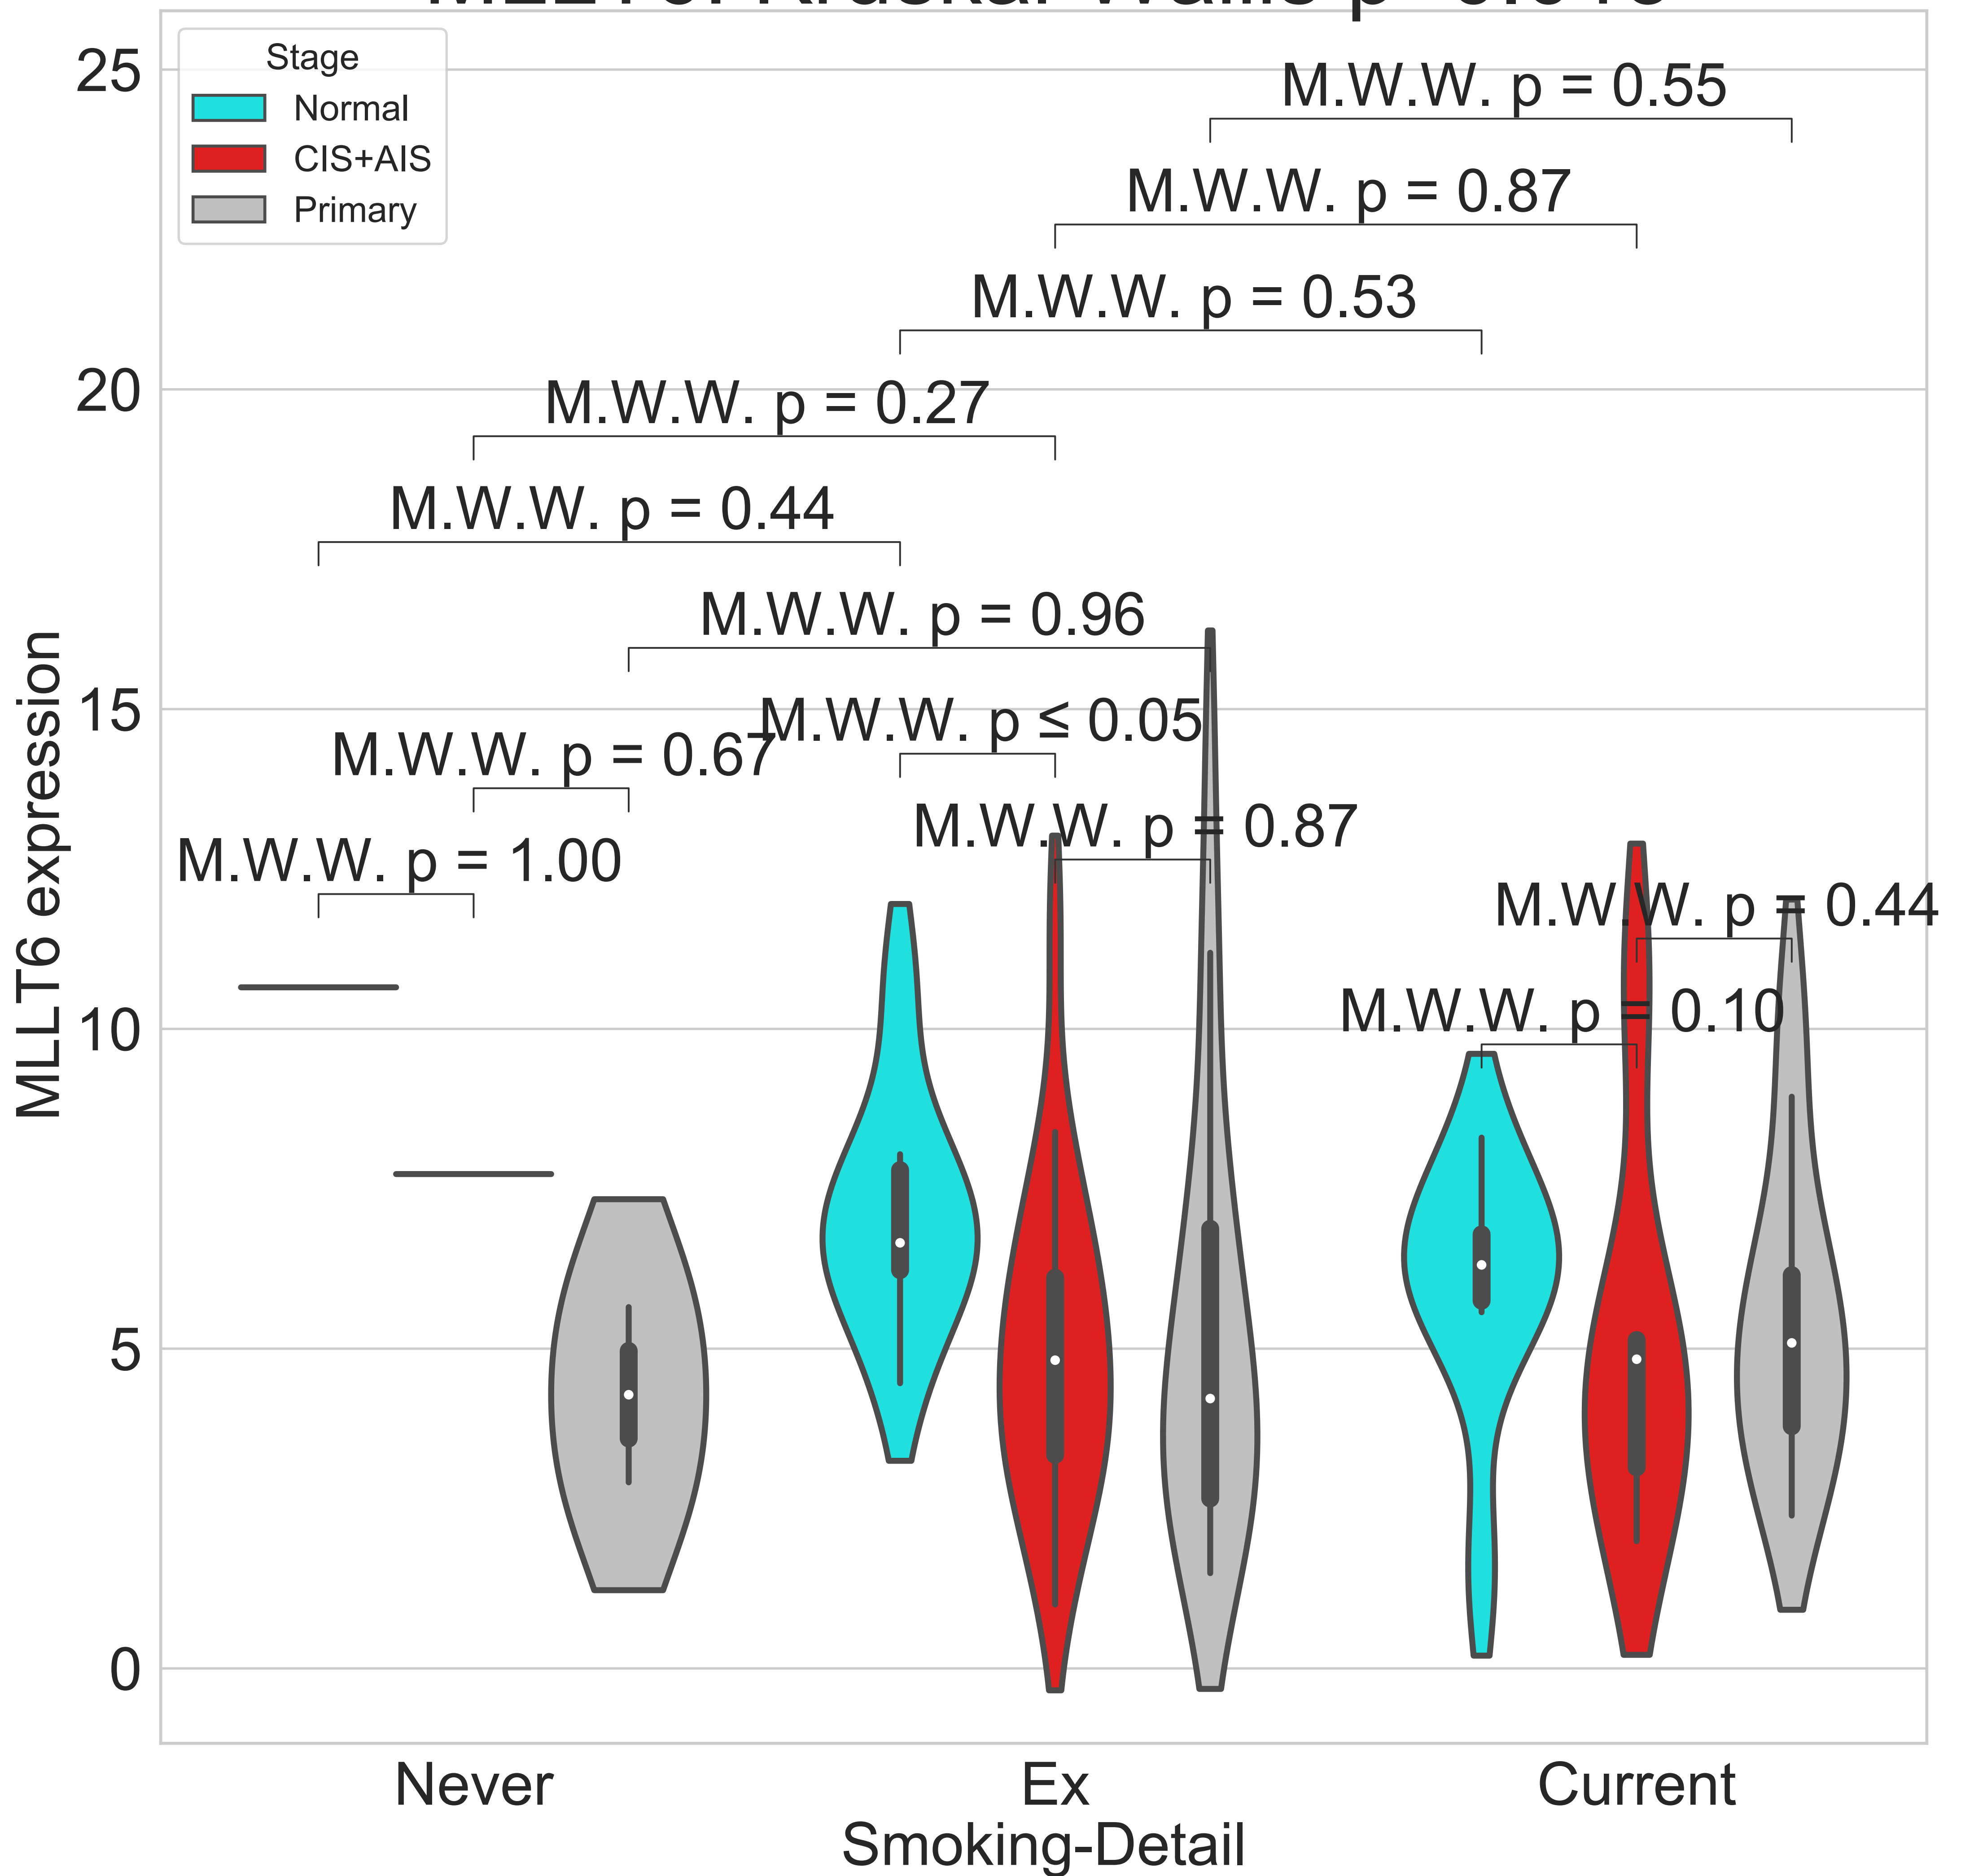 25
20
15
10
5
0
MLLT6 expression
Stage
Normal
CIS+AIS
Primary
M.W.W. p = 0.55
M.W.W. p = 0.87
M.W.W. p = 0.53
M.W.W. p = 0.27
M.W.W. p = 0.44
M.W.W. p = 0.96
M.W.W. p ≤ 0.05
M.W.W. p = 0.67
M.W.W. p = 0.87
M.W.W. p = 1.00
M.W.W. p = 0.44
M.W.W. p = 0.10
Never
Ex
Current
Smoking-Detail